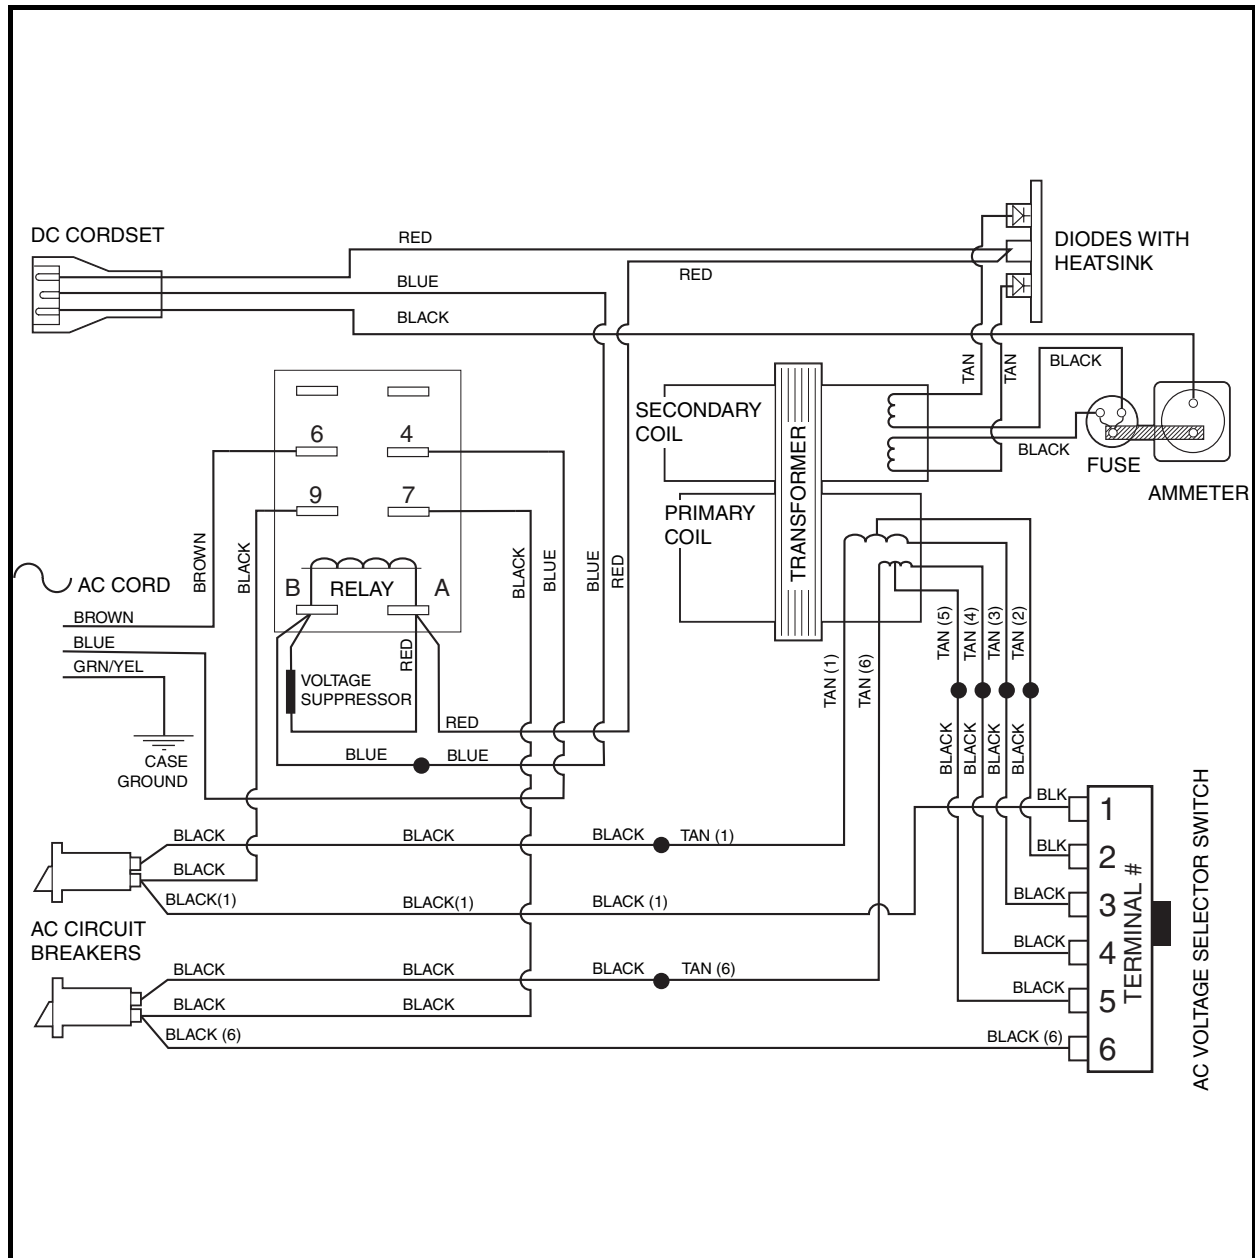 DC CORDSET
RED
BLUE
BLACK
RED
DIODES WITH
HEATSINK
TAN
TAN
BLACK
BLACK
FUSE
AMMETER
SECONDARY
COIL
TRANSFORMER
PRIMARY
COIL
6
4
9
7
BROWN
BLACK
BLACK
BLUE
BLUE
RED
B
RELAY
A
RED
VOLTAGE
SUPPRESSOR
RED
BLUE
BLUE
AC CORD
BROWN
BLUE
GRN/YEL
CASE
GROUND
TAN (1)
TAN (6)
TAN (5)
TAN (4)
TAN (3)
TAN (2)
BLACK
BLACK
BLACK
BLACK
BLACK
BLACK
BLACK
TAN (1)
BLACK
BLACK(1)
BLACK(1)
BLACK (1)
AC CIRCUIT
BREAKERS
BLACK
BLACK
BLACK
TAN (6)
BLACK
BLACK
BLACK (6)
BLACK (6)
BLK
1
BLK
2
BLACK
3
BLACK
4
BLACK
5
6
TERMINAL #
AC VOLTAGE SELECTOR SWITCH